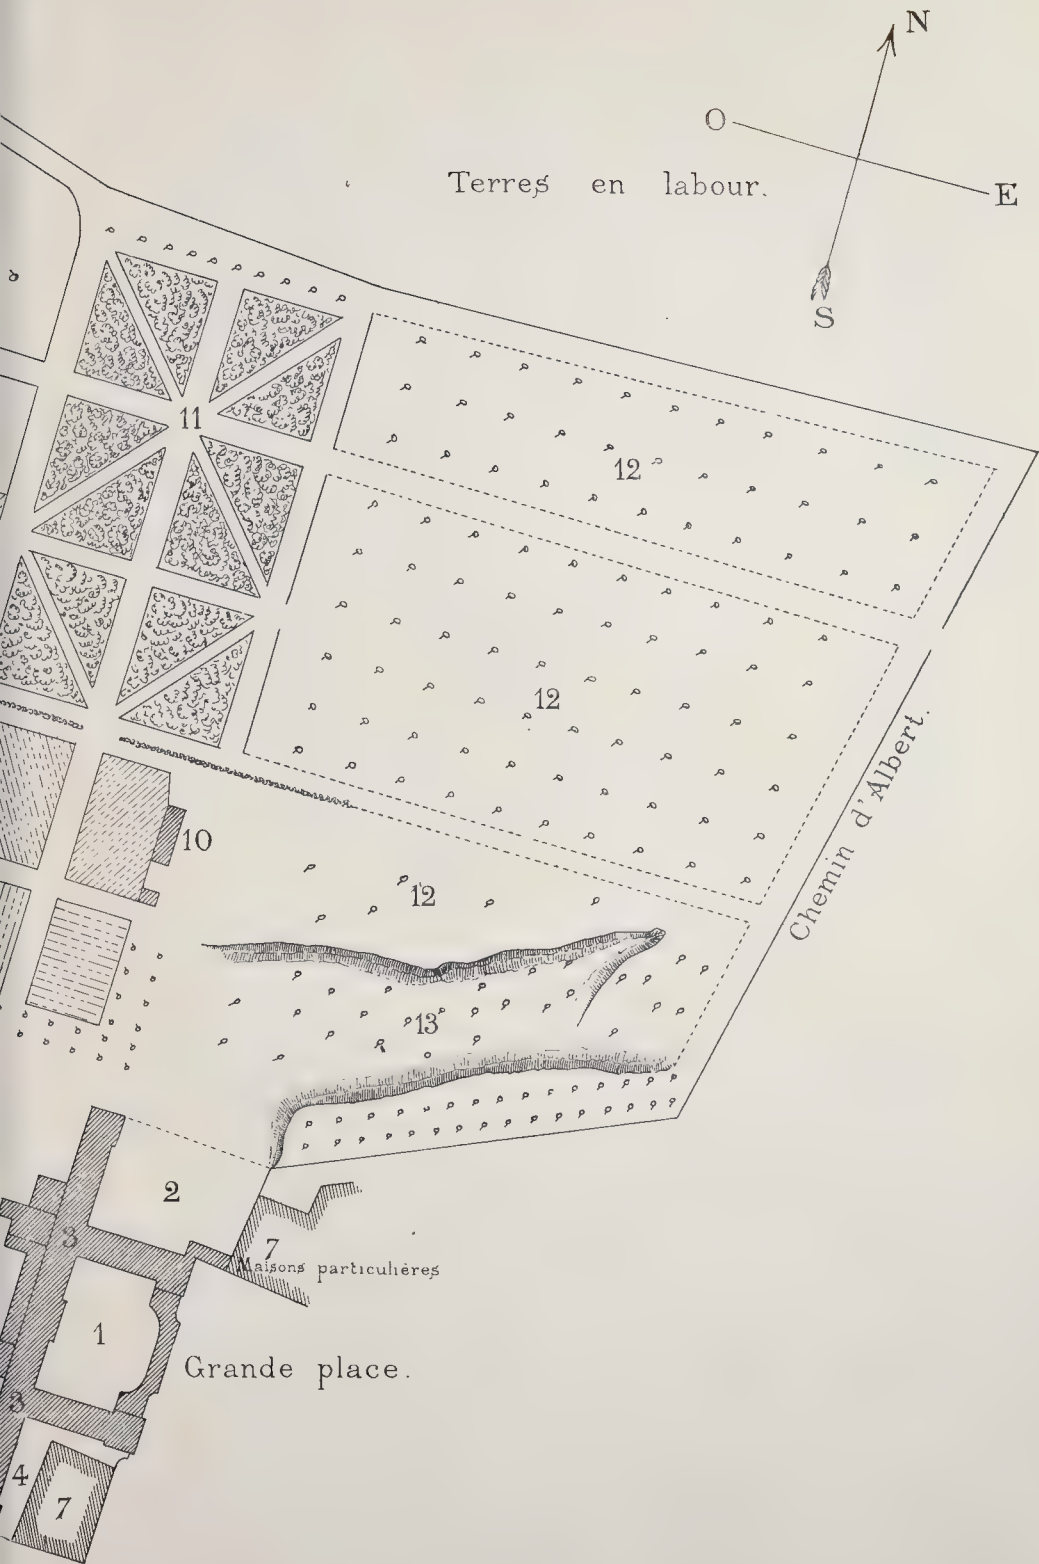 N
O
E
S
Terres en labour.
11
12
12
10
12
Chemin d'Albert.
13
2
3
7
Maisons particulières
1
Grande place.
3
4
7